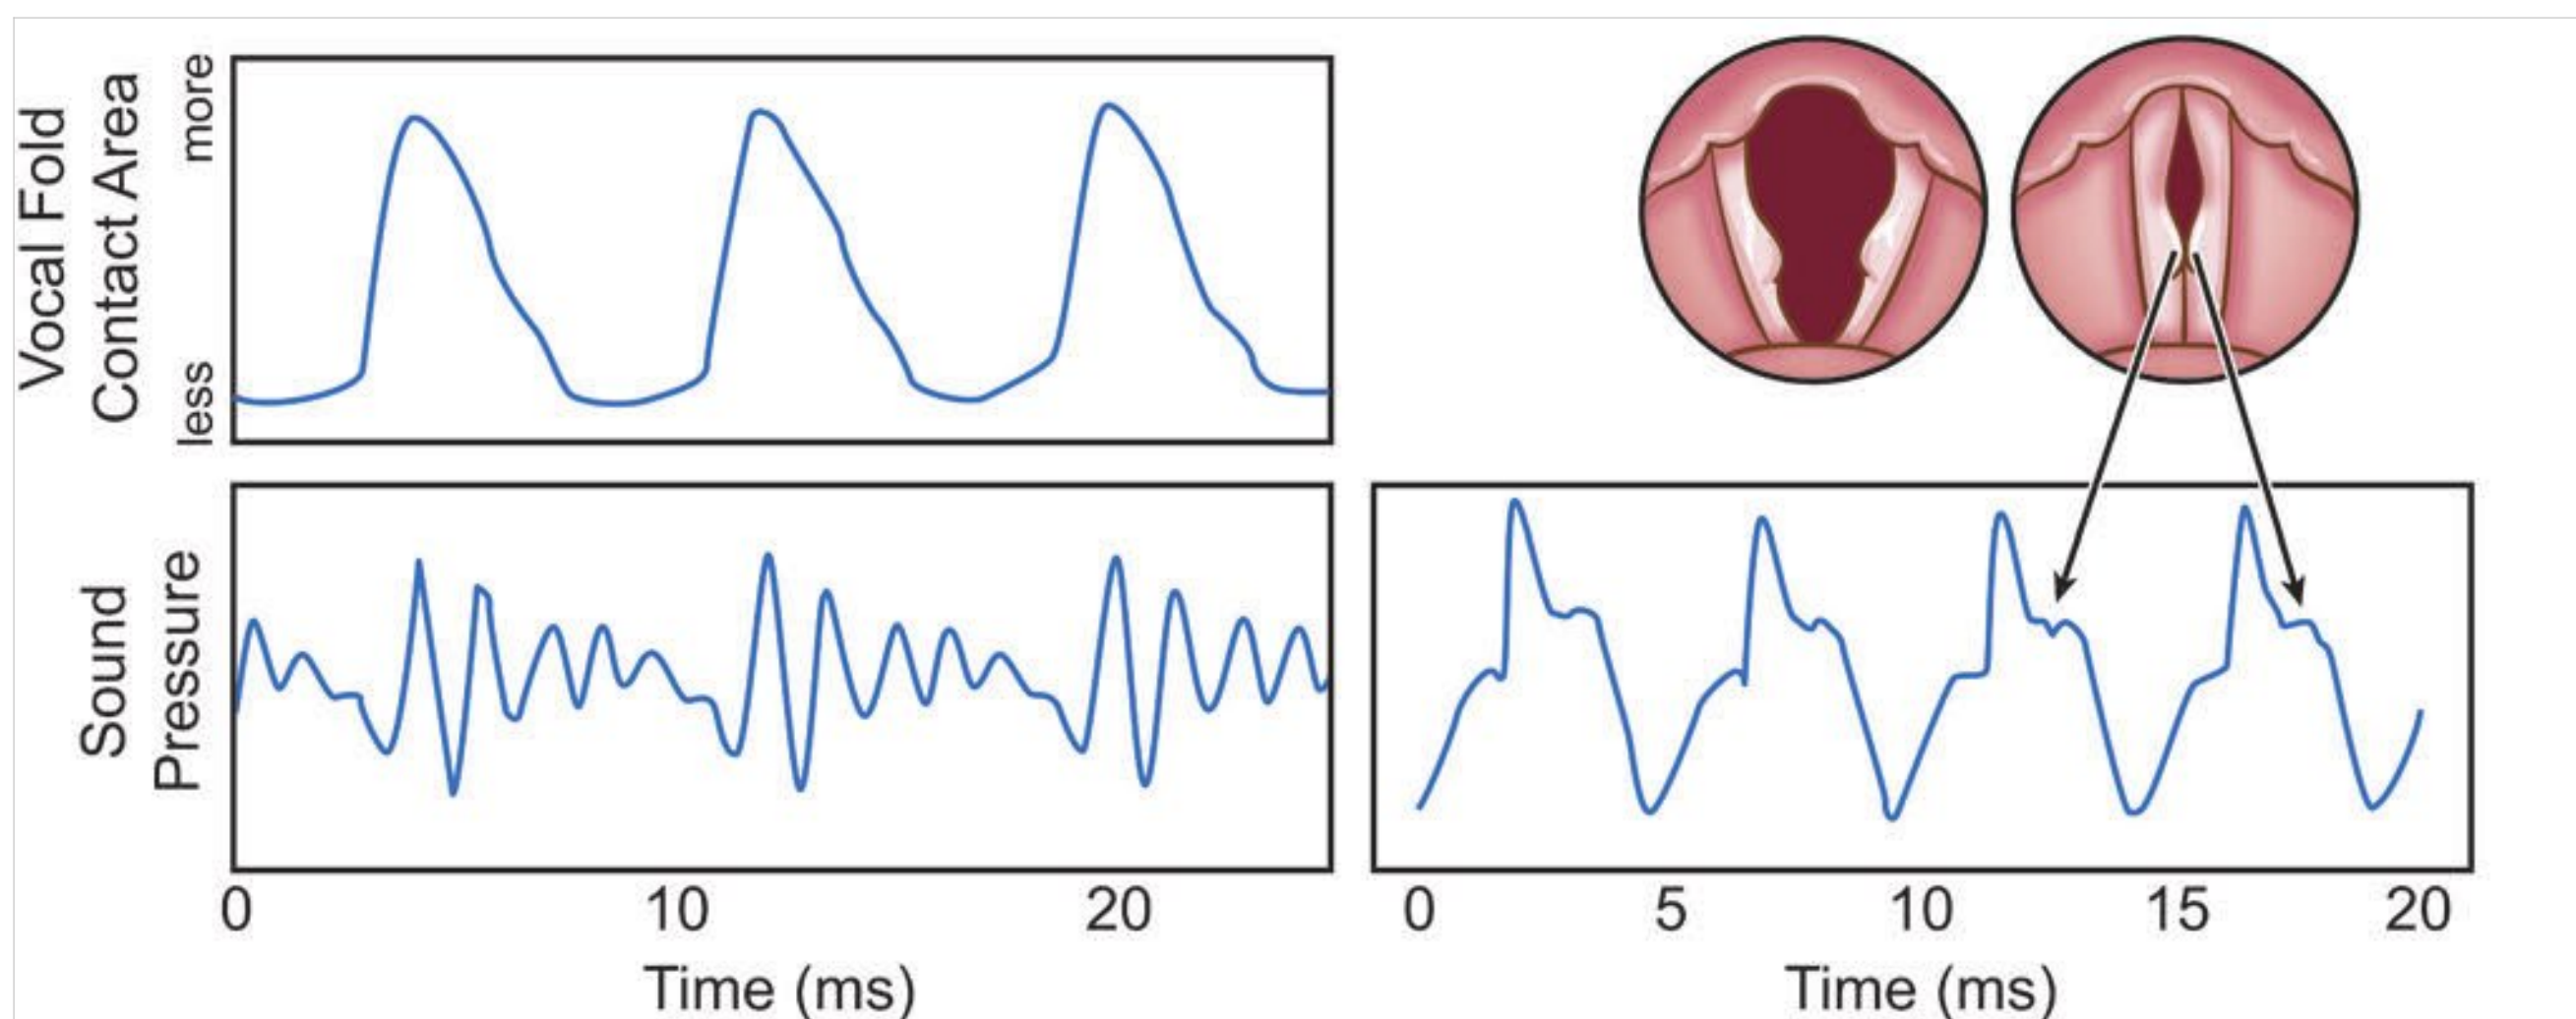 Vocal Fold
Contact Area
more
less
Sound
Pressure
0 10 20
Time (ms)
0 5 10 15 20
Time (ms)